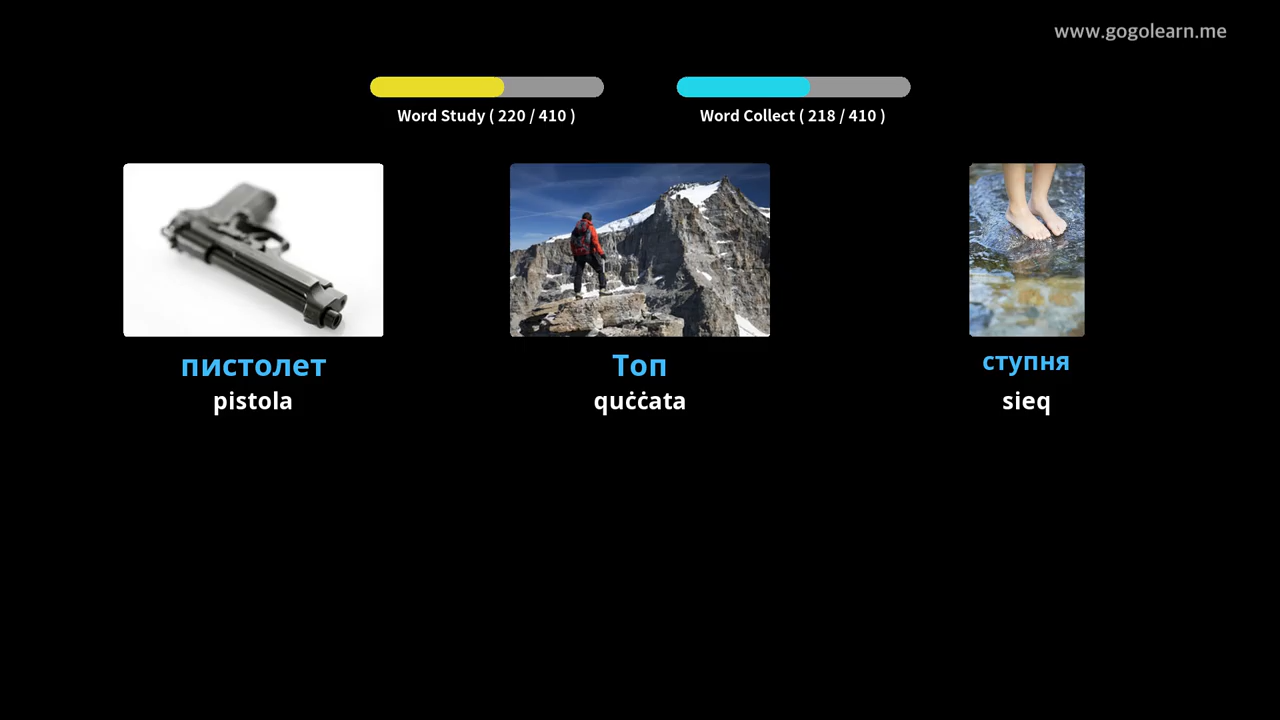 www.gogolearn.me
Word Study ( 220 / 410 )
Word Collect ( 218 / 410 )
пистолет
pistola
Топ
quċċata
ступня
sieq